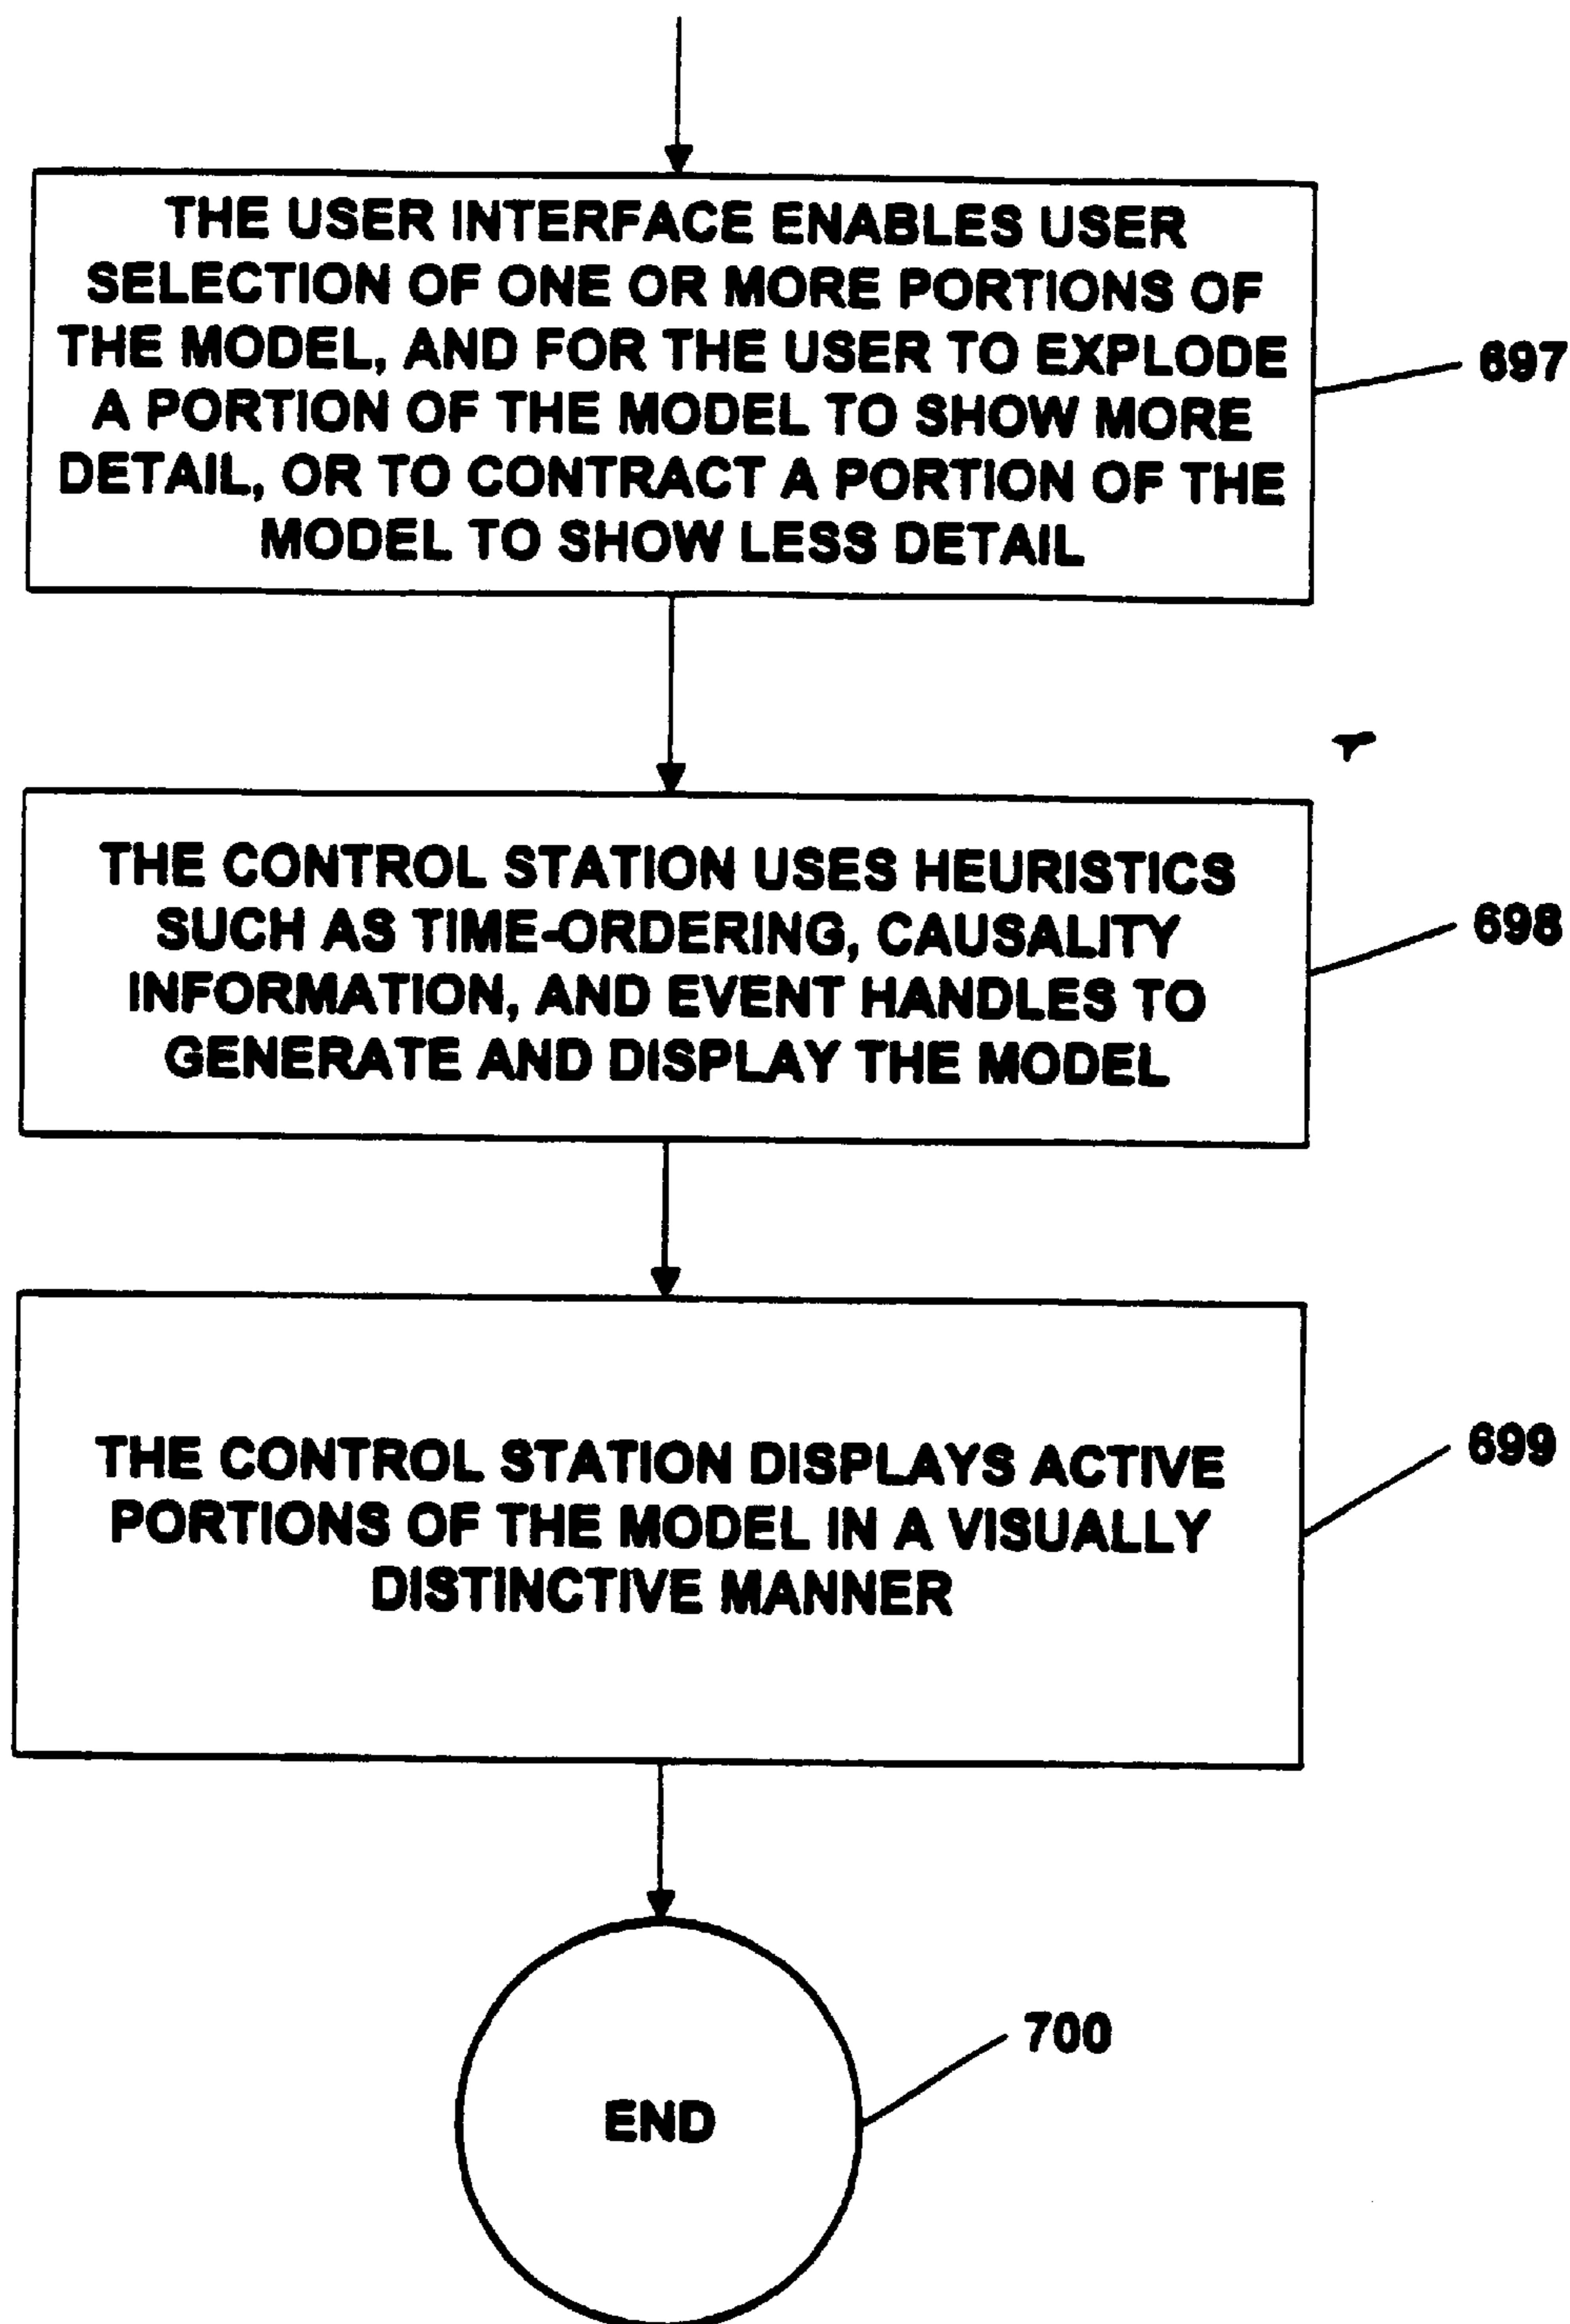 THE USER INTERFACE ENABLES USER
SELECTION OF ONE OR MORE PORTIONS OF
THE MODEL, AND FOR THE USER TO EXPLODE
A PORTION OF THE MODEL TO SHOW MORE
DETAIL, OR TO CONTRACT A PORTION OF THE
MODEL TO SHOW LESS DETAIL
697
THE CONTROL STATION USES HEURISTICS
SUCH AS TIME-ORDERING, CAUSALITY
INFORMATION, AND EVENT HANDLES TO
GENERATE AND DISPLAY THE MODEL
698
THE CONTROL STATION DISPLAYS ACTIVE
PORTIONS OF THE MODEL IN A VISUALLY
DISTINCTIVE MANNER
699
END
700